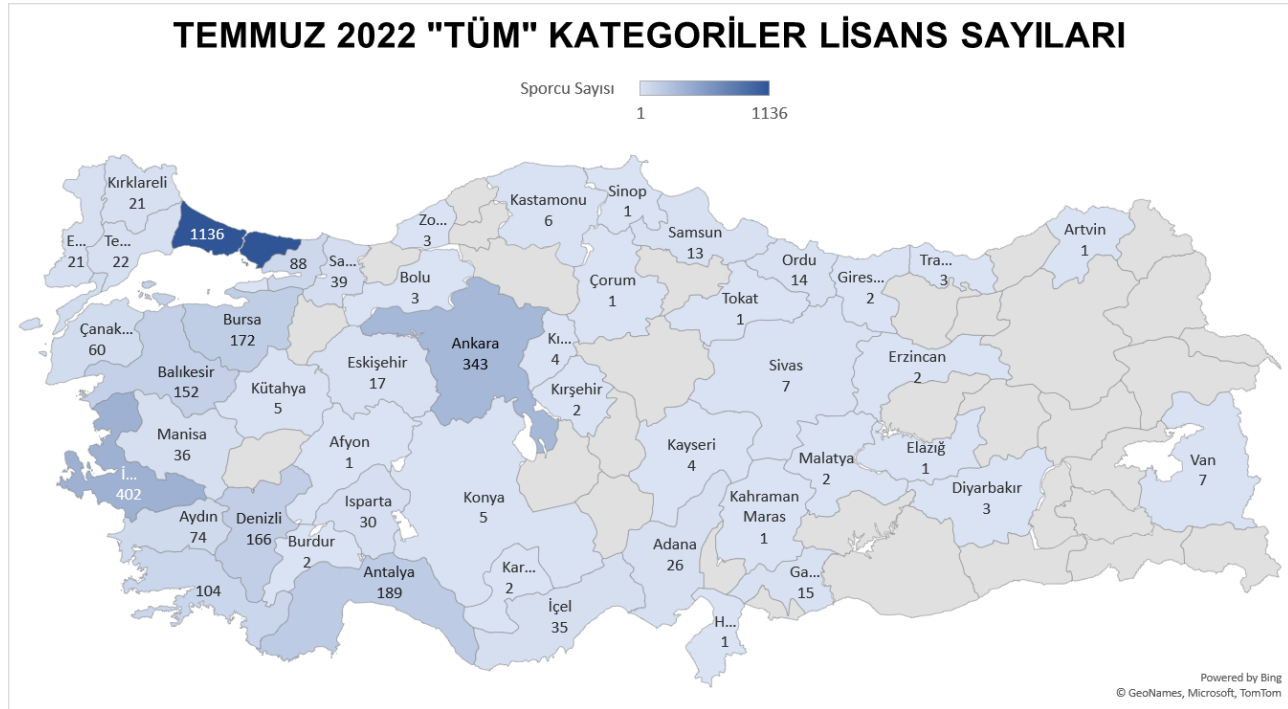 TEMMUZ 2022 "TÜM" KATEGORİLER LİSANS SAYILARI
Sporcu Sayısı
1
1136
Kırklareli
21
E...
21
Te...
22
1136
88
Sa...
39
Zo...
3
Bolu
3
Kastamonu
6
Sinop
1
Samsun
13
Çorum
1
Tokat
1
Ordu
14
Gires...
2
Tra...
3
Artvin
1
Çanak...
60
Bursa
172
Balıkesir
152
Kütahya
5
Eskişehir
17
Ankara
343
Kı...
4
Kırşehir
2
Sivas
7
Erzincan
2
Manisa
36
İ...
402
Afyon
1
Kayseri
4
Malatya
2
Elazığ
1
Diyarbakır
3
Van
7
Aydın
74
Denizli
166
Isparta
30
Burdur
2
Konya
5
Kahraman
Maras
1
Adana
26
104
Antalya
189
Kar...
2
İçel
35
Ga...
15
H...
1
Powered by Bing
© GeoNames, Microsoft, TomTom